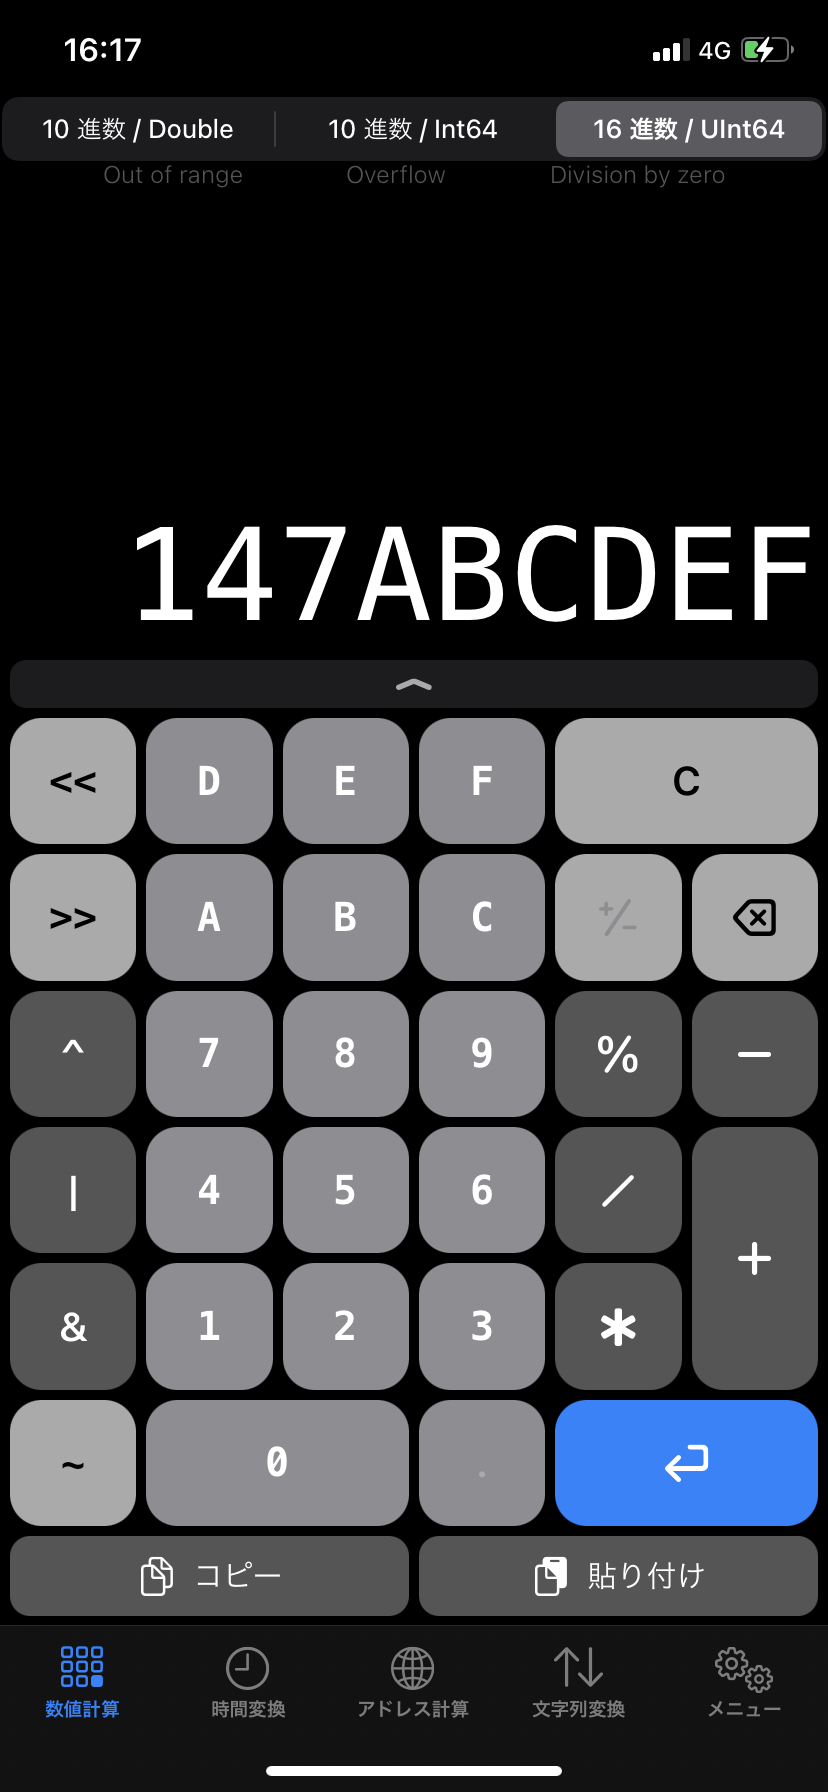 16:17 4G
10 進数 / Double 10 進数 / Int64 16 進数 / UInt64
Out of range Overflow Division by zero
147ABCDEF
<< D E F C
>> A B C +/−
^ 7 8 9 % −
| 4 5 6 /
+
& 1 2 3 *
~ 0 .
コピー 貼り付け
数値計算 時間変換 アドレス計算 文字列変換 メニュー